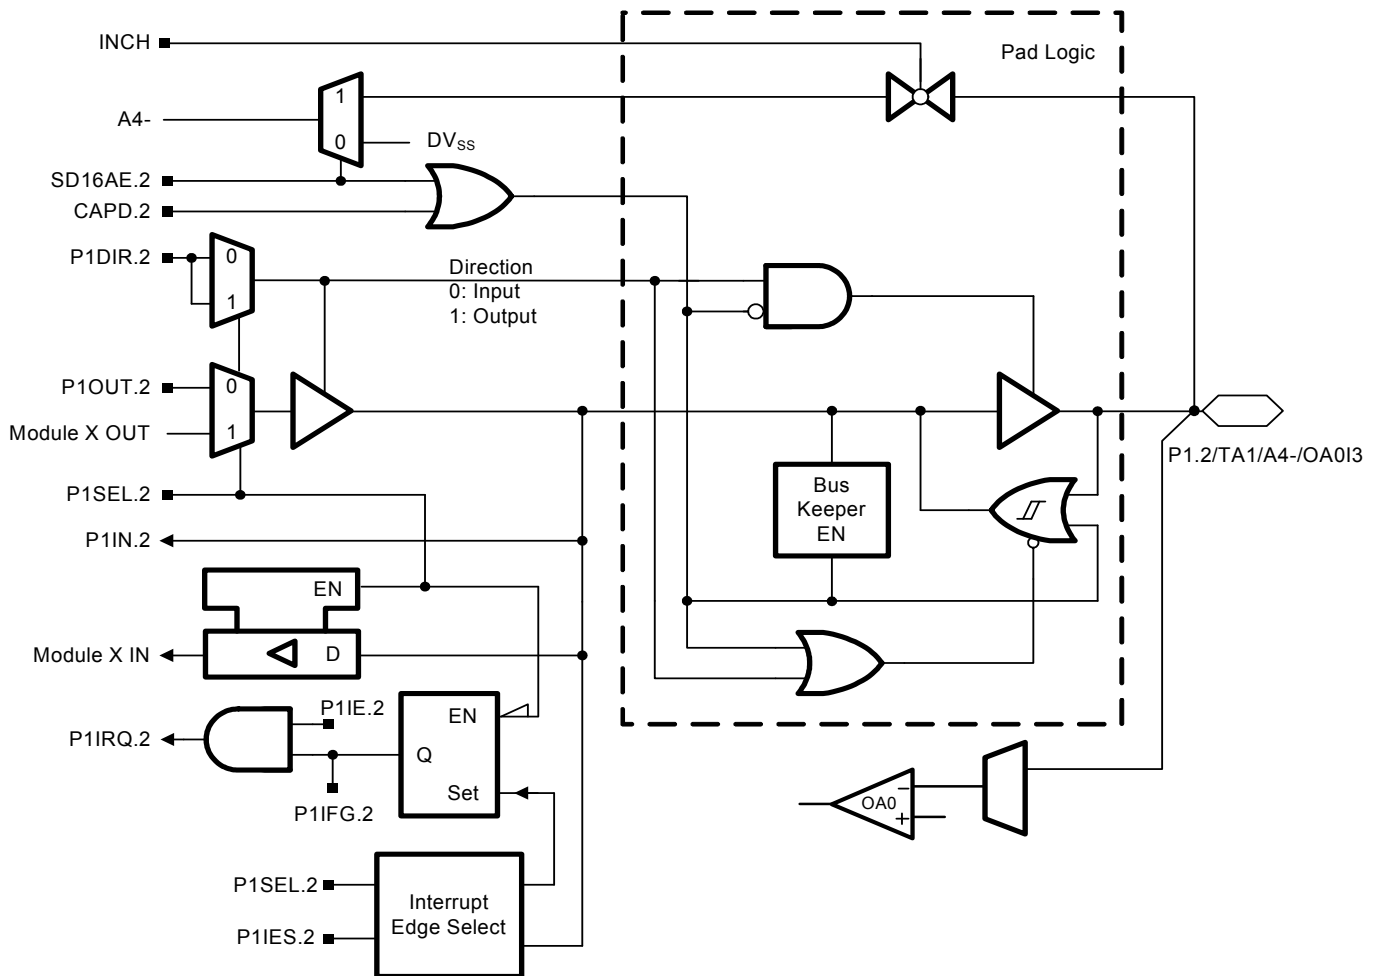 INCH
Pad Logic
1
A4-
0
DVSS
SD16AE.2
CAPD.2
P1DIR.2
0
1
Direction
0: Input
1: Output
P1OUT.2
0
Module X OUT
1
P1.2/TA1/A4-/OA0I3
P1SEL.2
Bus
Keeper
EN
P1IN.2
EN
Module X IN
D
P1IE.2
EN
P1IRQ.2
Q
Set
P1IFG.2
OA0
−
+
P1SEL.2
Interrupt
Edge Select
P1IES.2